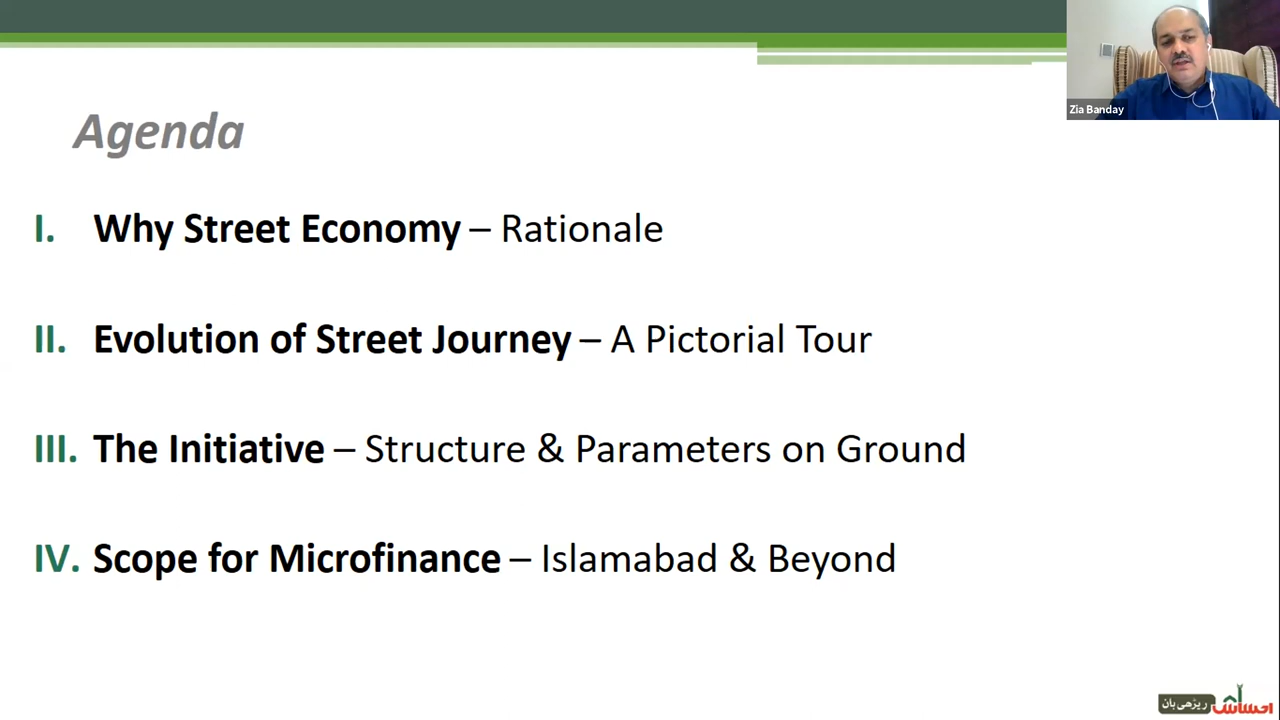 Zia Banday
Agenda
I. Why Street Economy – Rationale
II. Evolution of Street Journey – A Pictorial Tour
III. The Initiative – Structure & Parameters on Ground
IV. Scope for Microfinance – Islamabad & Beyond
احساس ریڑھی بان